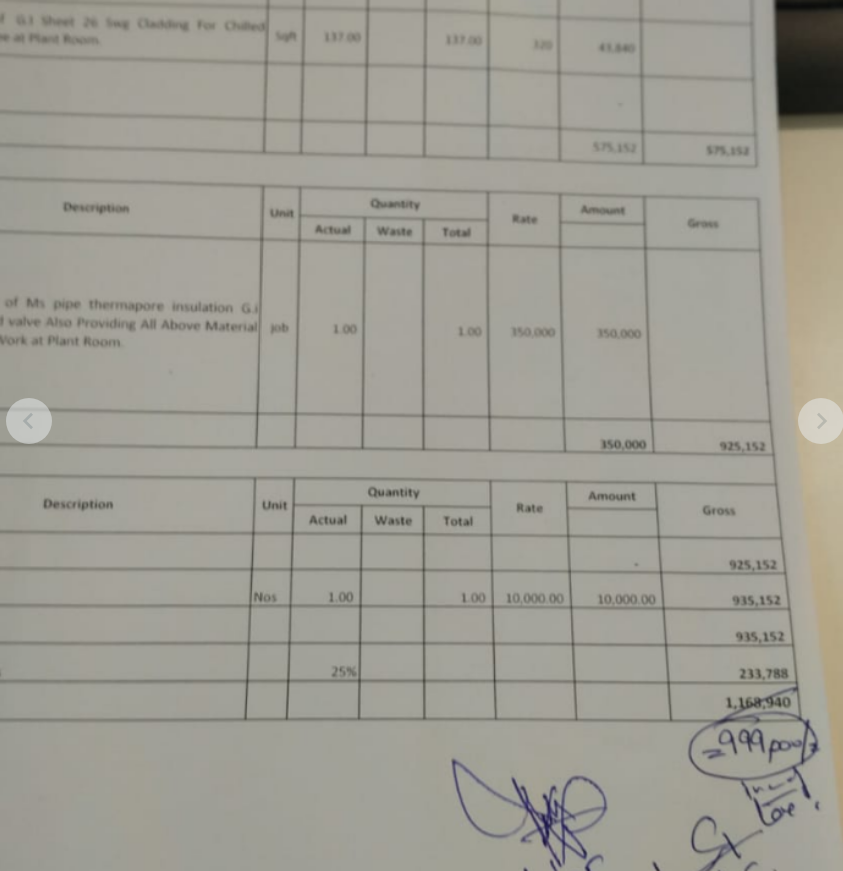 G.I Sheet 26 Swg Cladding For Chilled
at Plant Room. Sqft 137.00 137.00 320 43,840
-
575,152 575,152
Description Unit Quantity Rate Amount Gross
Actual Waste Total
of Ms pipe thermapore insulation G.i
valve Also Providing All Above Material job 1.00 1.00 350,000 350,000
Work at Plant Room.
350,000 925,152
Description Unit Quantity Rate Amount Gross
Actual Waste Total
- 925,152
Nos 1.00 1.00 10,000.00 10,000.00 935,152
935,152
25% 233,788
1,168,940